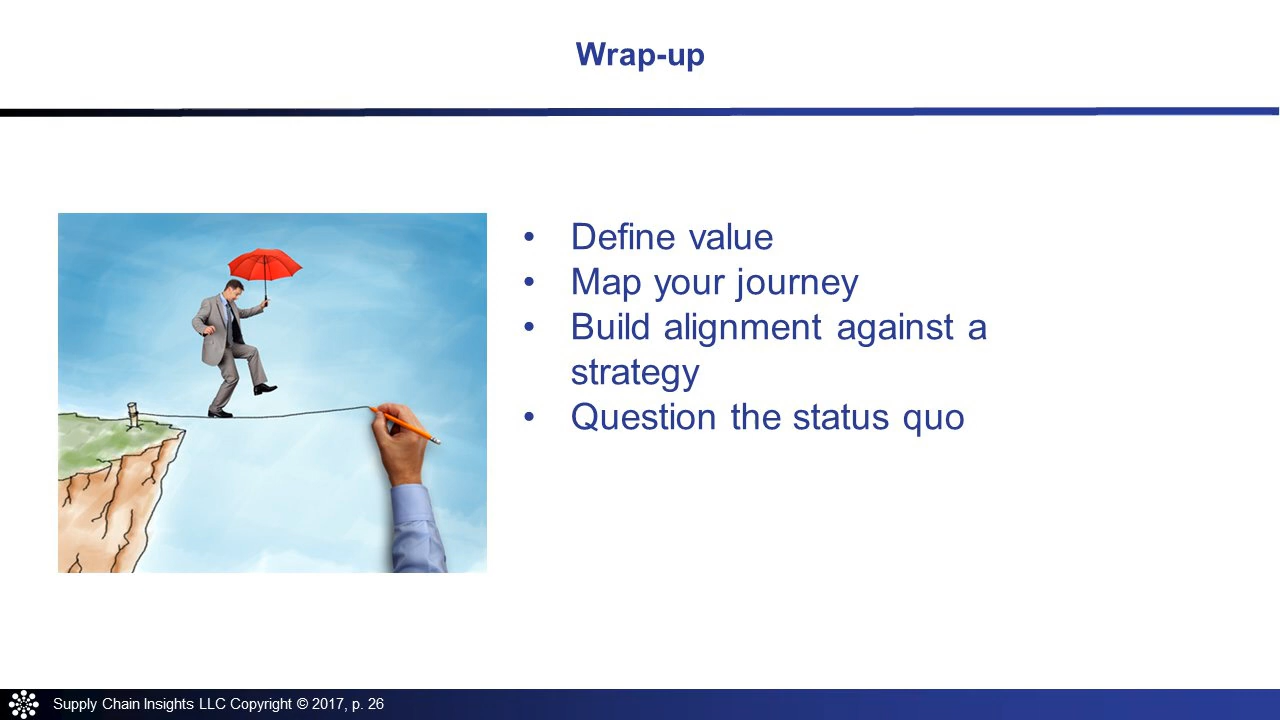 Wrap-up
• Define value
• Map your journey
• Build alignment against a
strategy
• Question the status quo
Supply Chain Insights LLC Copyright © 2017, p. 26